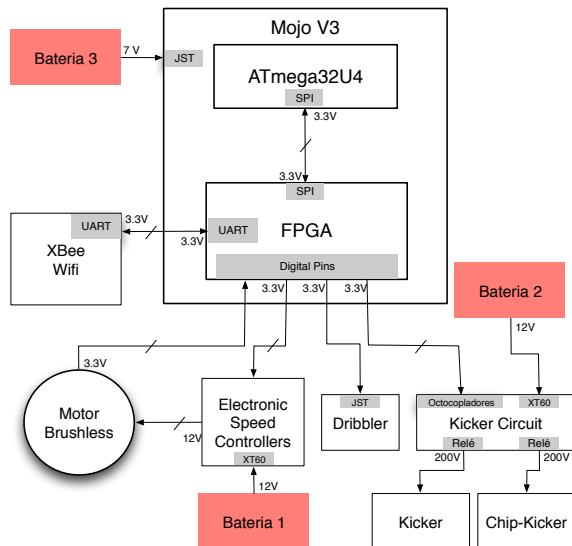 Mojo V3
Bateria 3
7 V
JST
ATmega32U4
SPI
3.3V
3.3V
SPI
XBee
Wifi
UART
3.3V
3.3V
UART
FPGA
Digital Pins
3.3V
3.3V
3.3V
Bateria 2
12V
3.3V
Motor
Brushless
12V
Electronic
Speed
Controllers
XT60
12V
Bateria 1
JST
Dribbler
Octocopladores
XT60
Kicker Circuit
Relé
Relé
200V
200V
Kicker
Chip-Kicker